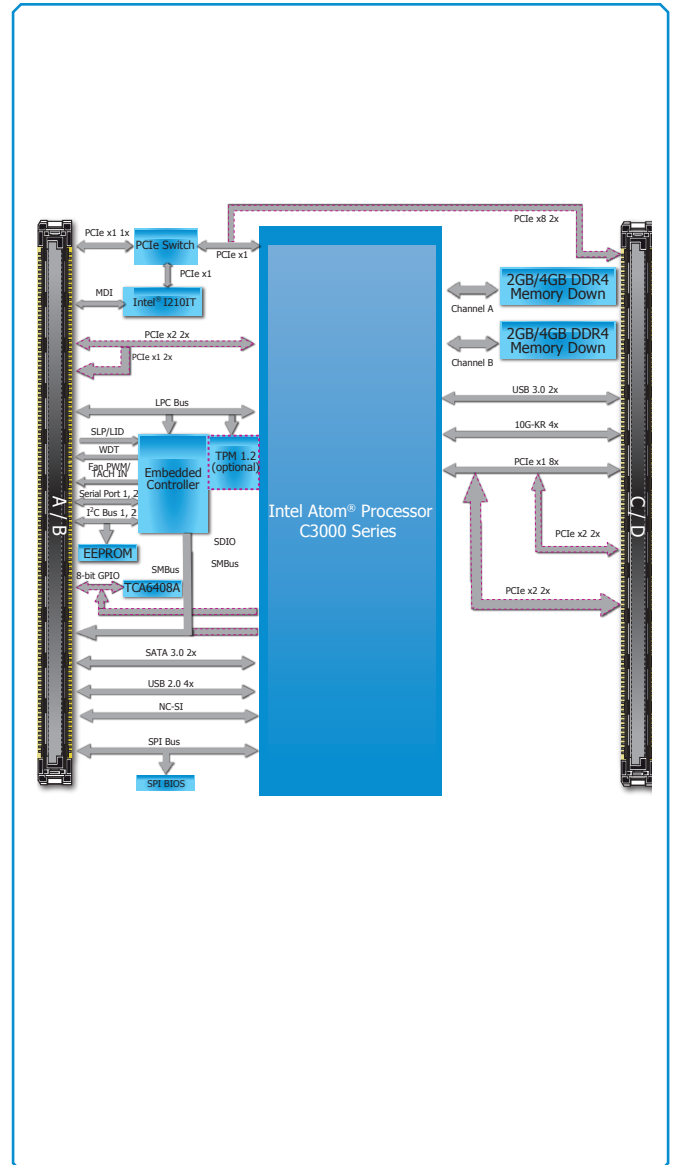 PCIe x8 2x
PCIe x1 1x
PCIe Switch
PCIe x1
PCIe x1
MDI
Intel® I210IT
PCIe x2 2x
PCIe x1 2x
LPC Bus
SLP/LID
WDT
Fan PWM/
TACH IN
Serial Port 1, 2
I²C Bus 1, 2
Embedded
Controller
TPM 1.2
(optional)
EEPROM
SDIO
SMBus
SMBus
8-bit GPIO
TCA6408A
SATA 3.0 2x
USB 2.0 4x
NC-SI
SPI Bus
SPI BIOS
A / B
Intel Atom® Processor
C3000 Series
2GB/4GB DDR4
Memory Down
Channel A
2GB/4GB DDR4
Memory Down
Channel B
USB 3.0 2x
10G-KR 4x
PCIe x1 8x
PCIe x2 2x
PCIe x2 2x
C / D